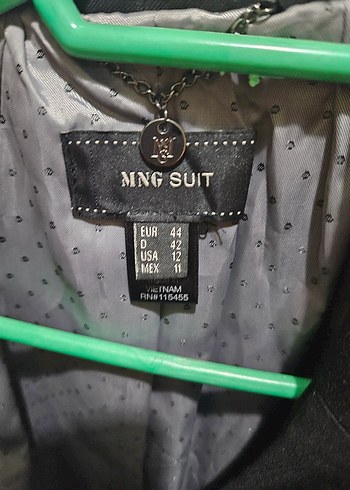 MNG SUIT
EUR 44
D 42
USA 12
MEX 11
VIETNAM
RN#115455